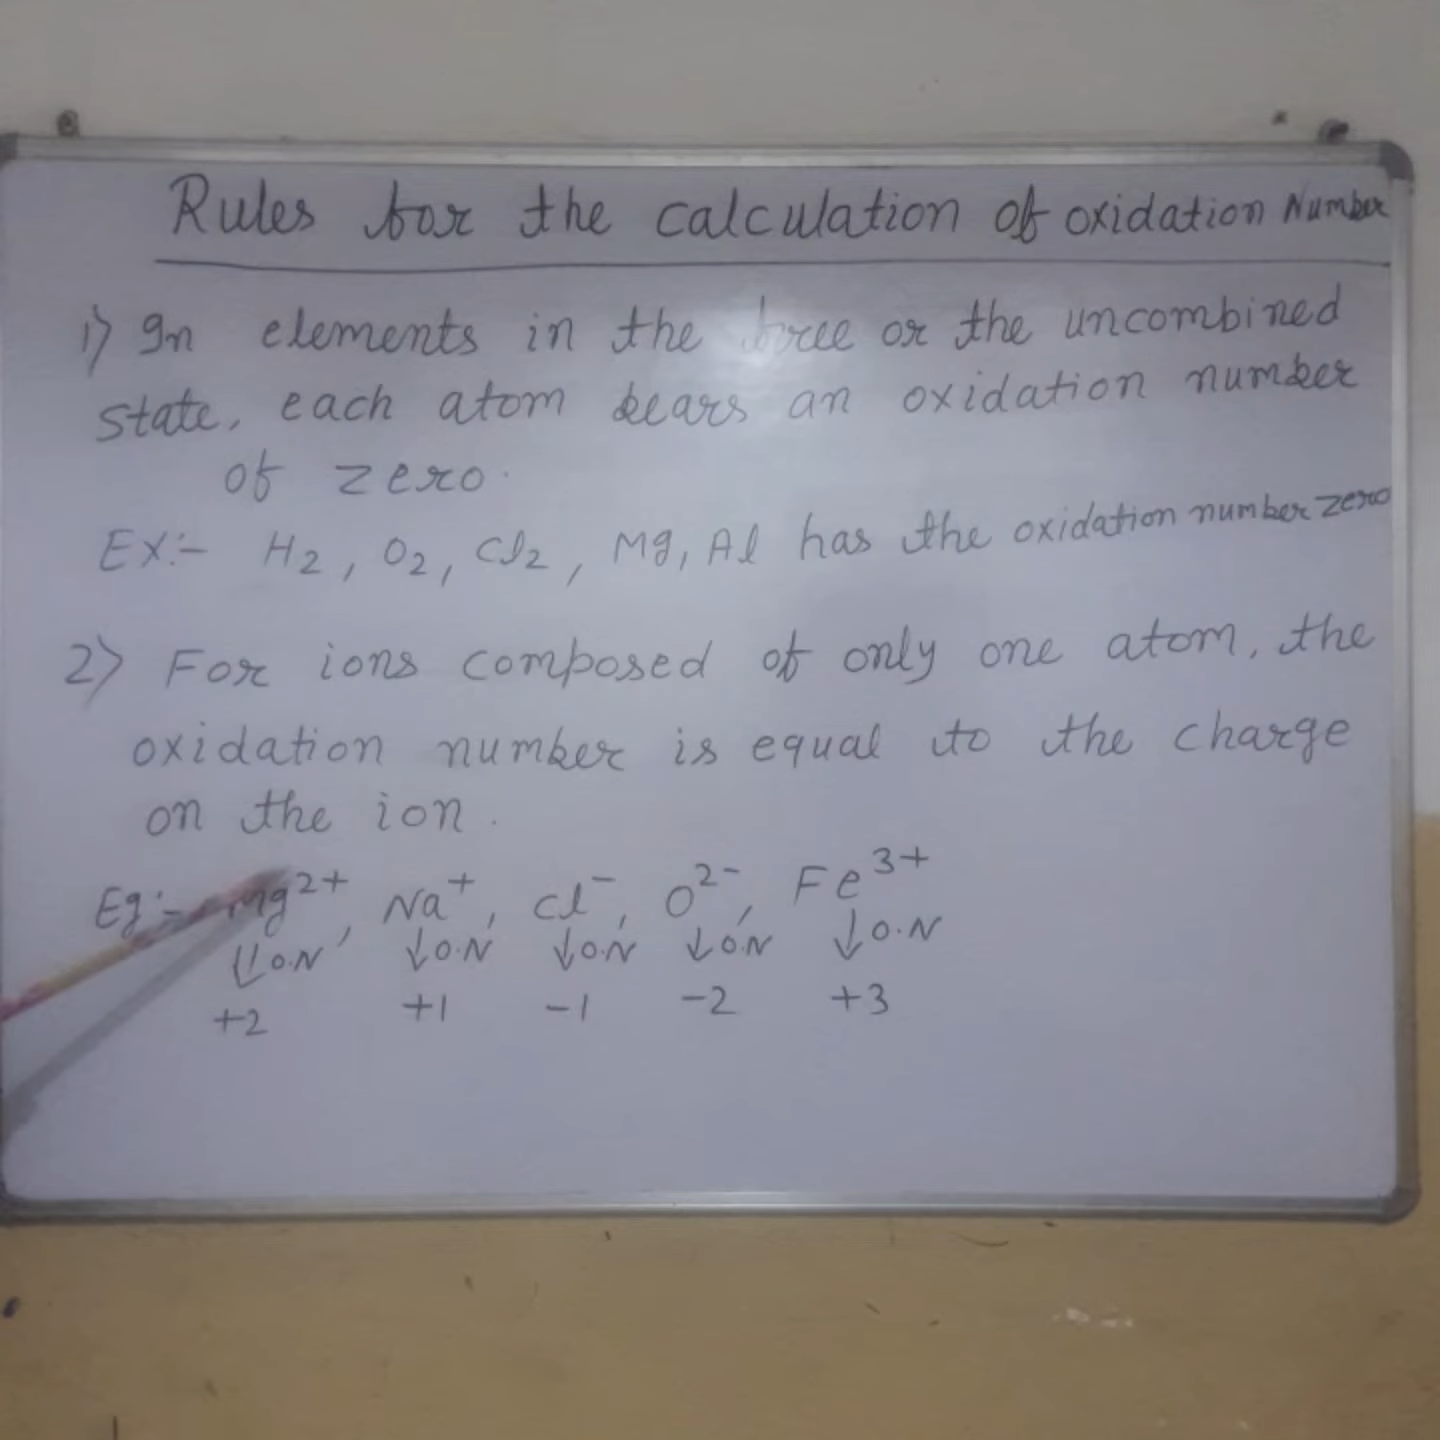 Rules for the calculation of oxidation Number
1) In elements in the free or the uncombined
state, each atom bears an oxidation number
of zero.
Ex:- H₂, O₂, Cl₂, Mg, Al has the oxidation number zero
2) For ions composed of only one atom, the
oxidation number is equal to the charge
on the ion.
Eg:- Mg²⁺, Na⁺, Cl⁻, O²⁻, Fe³⁺
↓O.N ↓O.N ↓O.N ↓O.N ↓O.N
+2 +1 -1 -2 +3